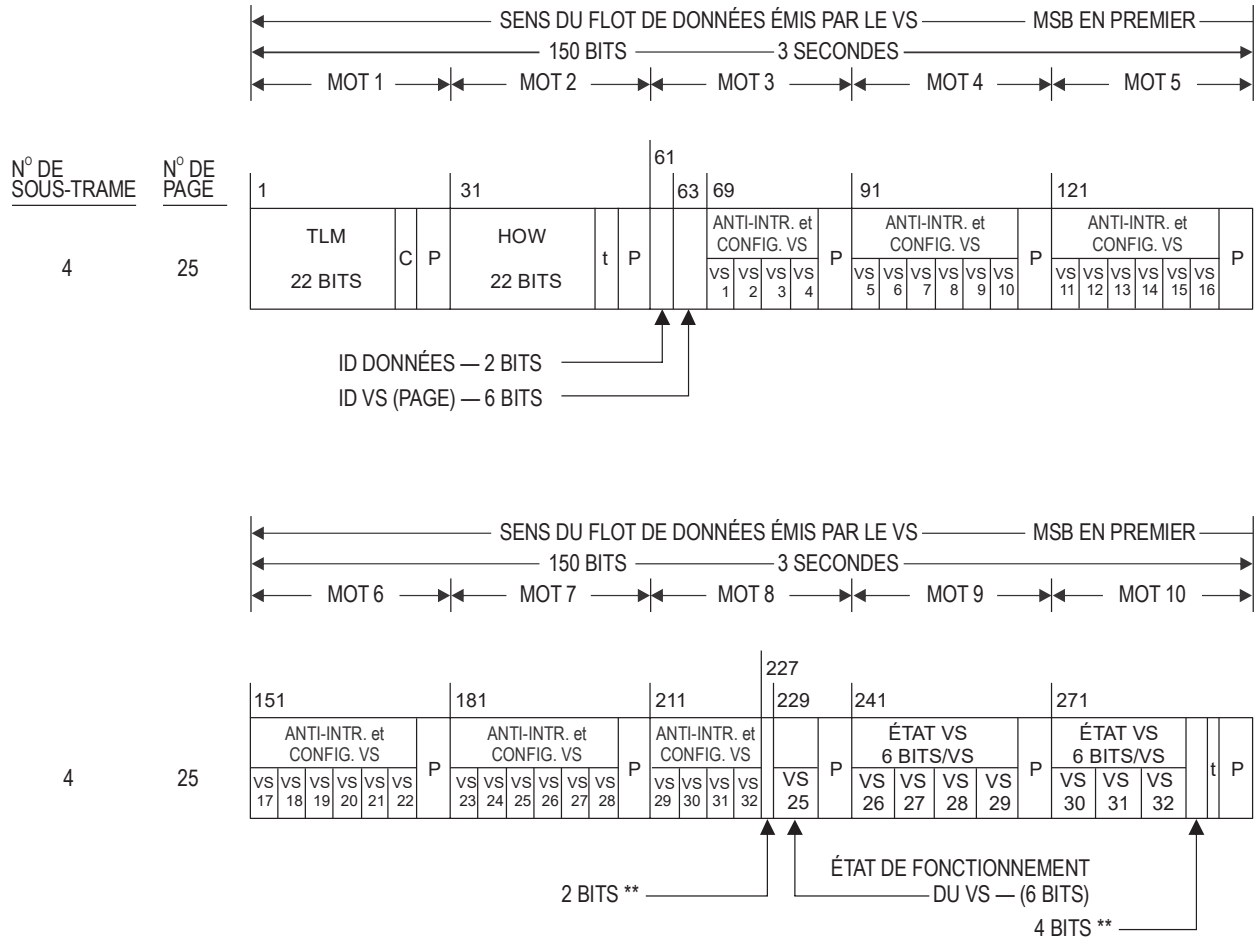 SENS DU FLOT DE DONNÉES ÉMIS PAR LE VS MSB EN PREMIER
150 BITS 3 SECONDES
MOT 1 MOT 2 MOT 3 MOT 4 MOT 5
N° DE SOUS-TRAME N° DE PAGE
1 31 61 63 69 91 121
4 25
TLM 22 BITS C P
HOW 22 BITS t P
ANTI-INTR. et CONFIG. VS P
VS 1 VS 2 VS 3 VS 4
ANTI-INTR. et CONFIG. VS P
VS 5 VS 6 VS 7 VS 8 VS 9 VS 10
ANTI-INTR. et CONFIG. VS P
VS 11 VS 12 VS 13 VS 14 VS 15 VS 16
ID DONNÉES — 2 BITS
ID VS (PAGE) — 6 BITS
SENS DU FLOT DE DONNÉES ÉMIS PAR LE VS MSB EN PREMIER
150 BITS 3 SECONDES
MOT 6 MOT 7 MOT 8 MOT 9 MOT 10
151 181 211 227 229 241 271
4 25
ANTI-INTR. et CONFIG. VS P
VS 17 VS 18 VS 19 VS 20 VS 21 VS 22
ANTI-INTR. et CONFIG. VS P
VS 23 VS 24 VS 25 VS 26 VS 27 VS 28
ANTI-INTR. et CONFIG. VS
VS 29 VS 30 VS 31 VS 32
VS 25 P
ÉTAT VS 6 BITS/VS P
VS 26 VS 27 VS 28 VS 29
ÉTAT VS 6 BITS/VS t P
VS 30 VS 31 VS 32
2 BITS **
ÉTAT DE FONCTIONNEMENT
DU VS — (6 BITS)
4 BITS **